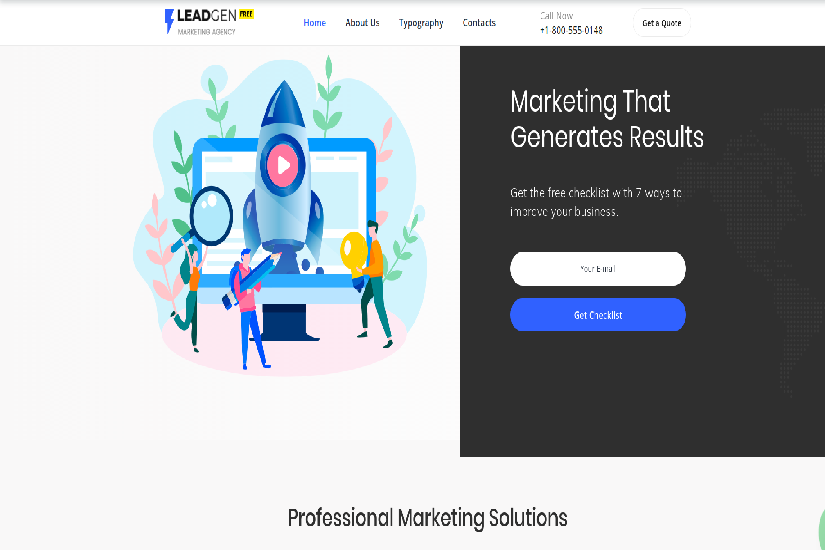 LEADGEN FREE
MARKETING AGENCY
Home About Us Typography Contacts
Call Now
+1-800-555-0148
Get a Quote
Marketing That
Generates Results
Get the free checklist with 7 ways to
improve your business.
Your E-mail
Get Checklist
Professional Marketing Solutions